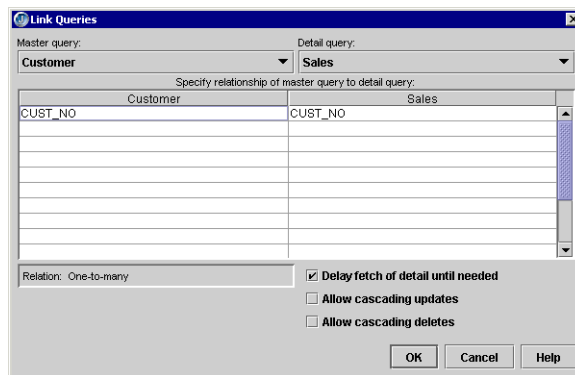 Link Queries
Master query: Detail query:
Customer Sales
Specify relationship of master query to detail query:
Customer Sales
CUST_NO CUST_NO
Relation: One-to-many
Delay fetch of detail until needed
Allow cascading updates
Allow cascading deletes
OK Cancel Help